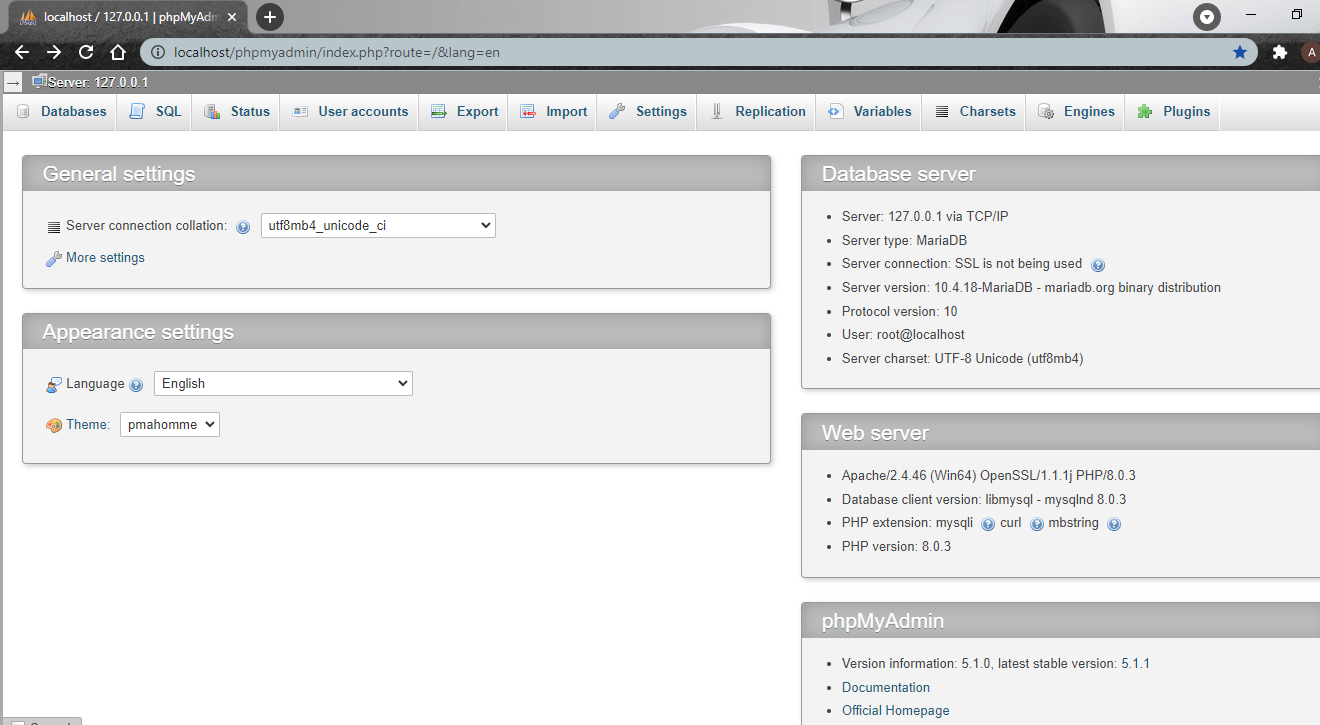 localhost / 127.0.0.1 | phpMyAdm
localhost/phpmyadmin/index.php?route=/&lang=en
A
Server: 127.0.0.1
Databases SQL Status User accounts Export Import Settings Replication Variables Charsets Engines Plugins
General settings
Server connection collation: utf8mb4_unicode_ci
More settings
Appearance settings
Language English
Theme: pmahomme
Database server
Server: 127.0.0.1 via TCP/IP
Server type: MariaDB
Server connection: SSL is not being used
Server version: 10.4.18-MariaDB - mariadb.org binary distribution
Protocol version: 10
User: root@localhost
Server charset: UTF-8 Unicode (utf8mb4)
Web server
Apache/2.4.46 (Win64) OpenSSL/1.1.1j PHP/8.0.3
Database client version: libmysql - mysqlnd 8.0.3
PHP extension: mysqli curl mbstring
PHP version: 8.0.3
phpMyAdmin
Version information: 5.1.0, latest stable version: 5.1.1
Documentation
Official Homepage